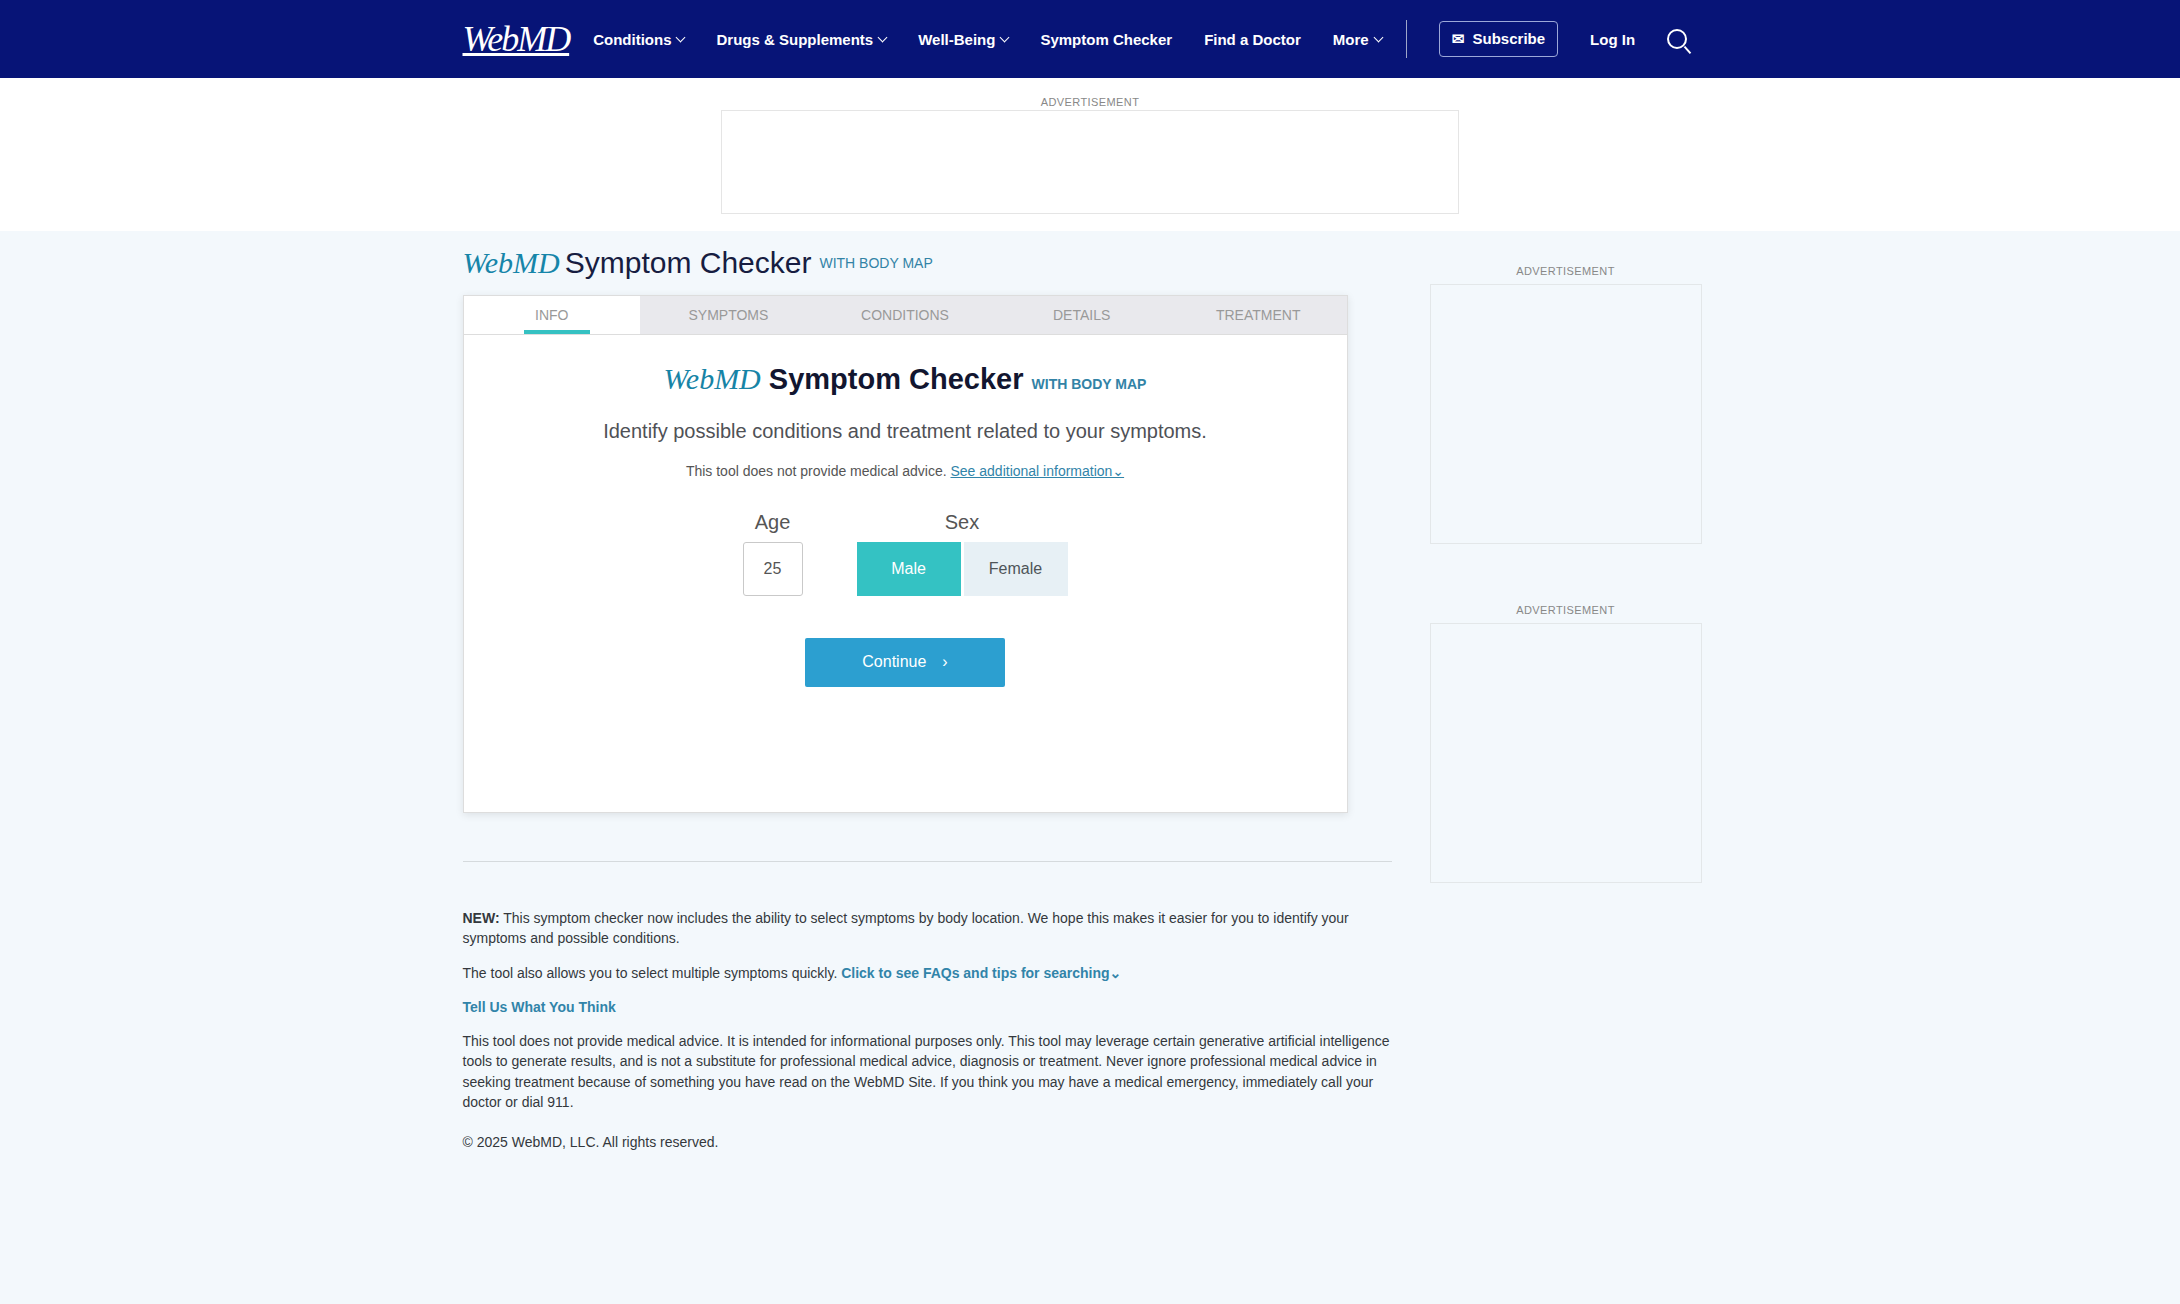 WebMD Conditions Drugs & Supplements Well-Being Symptom Checker Find a Doctor More Subscribe Log In
ADVERTISEMENT
WebMD Symptom Checker WITH BODY MAP
ADVERTISEMENT
INFO SYMPTOMS CONDITIONS DETAILS TREATMENT
WebMD Symptom Checker WITH BODY MAP
Identify possible conditions and treatment related to your symptoms.
This tool does not provide medical advice. See additional information
Age Sex
25 Male Female
Continue ›
ADVERTISEMENT
NEW: This symptom checker now includes the ability to select symptoms by body location. We hope this makes it easier for you to identify your
symptoms and possible conditions.
The tool also allows you to select multiple symptoms quickly. Click to see FAQs and tips for searching
Tell Us What You Think
This tool does not provide medical advice. It is intended for informational purposes only. This tool may leverage certain generative artificial intelligence
tools to generate results, and is not a substitute for professional medical advice, diagnosis or treatment. Never ignore professional medical advice in
seeking treatment because of something you have read on the WebMD Site. If you think you may have a medical emergency, immediately call your
doctor or dial 911.
© 2025 WebMD, LLC. All rights reserved.